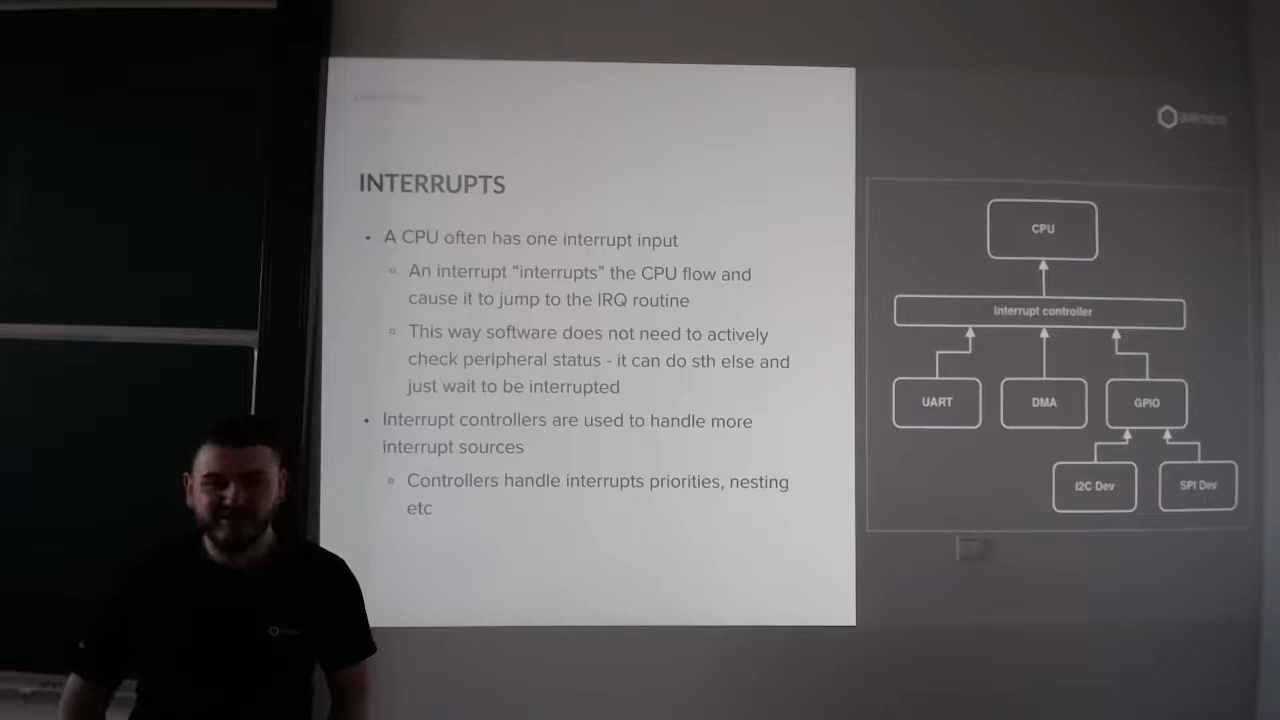 INTERRUPTS
• A CPU often has one interrupt input
▫ An interrupt “interrupts” the CPU flow and
cause it to jump to the IRQ routine
▫ This way software does not need to actively
check peripheral status - it can do sth else and
just wait to be interrupted
• Interrupt controllers are used to handle more
interrupt sources
▫ Controllers handle interrupts priorities, nesting
etc
CPU
Interrupt controller
UART
DMA
GPIO
I2C Dev
SPI Dev